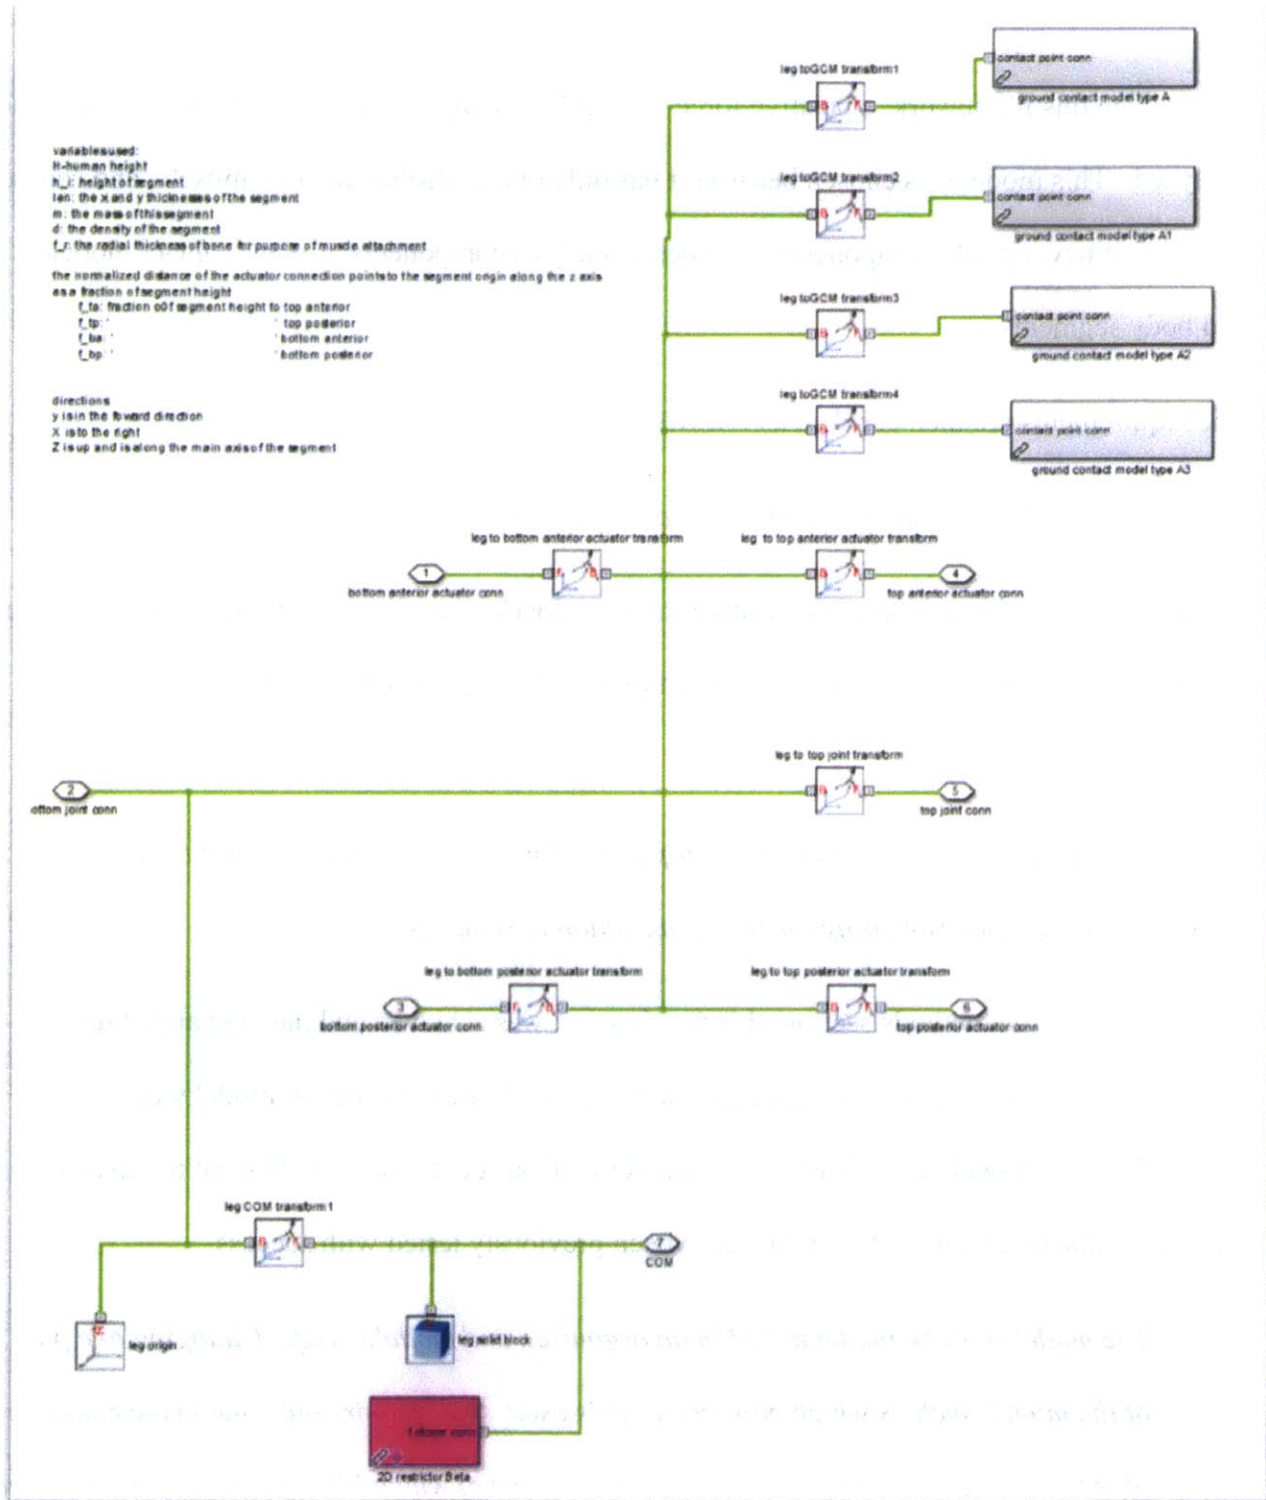 variables used:
H-human height
h_i: height of segment
len: the x and y thicknesses of the segment
m: the mass of this segment
d: the density of the segment
f_r: the radial thickness of bone for purpose of muscle attachment
the normalized distance of the actuator connection points to the segment origin along the z axis
as a fraction of segment height
f_ta: fraction o0f segment height to top anterior
f_tp: " " top posterior
f_ba: " " bottom anterior
f_bp: " " bottom posterior
directions
y is in the foward direction
X is to the right
Z is up and is along the main axis of the segment
leg toGCM transform1
B F
contact point conn
ground contact model type A
leg toGCM transform2
B F
contact point conn
ground contact model type A1
leg toGCM transform3
B F
contact point conn
ground contact model type A2
leg toGCM transform4
B F
contact point conn
ground contact model type A3
leg to bottom anterior actuator transform
1
F B
bottom anterior actuator conn
leg to top anterior actuator transform
B F
4
top anterior actuator conn
2
ottom joint conn
leg to top joint transform
B F
5
top joint conn
leg to bottom posterior actuator transform
3
F B
bottom posterior actuator conn
leg to top posterior actuator transform
B F
6
top posterior actuator conn
leg COM transform1
B F
7
COM
leg origin
leg solid block
f.ollower conn
2D restrictor Beta